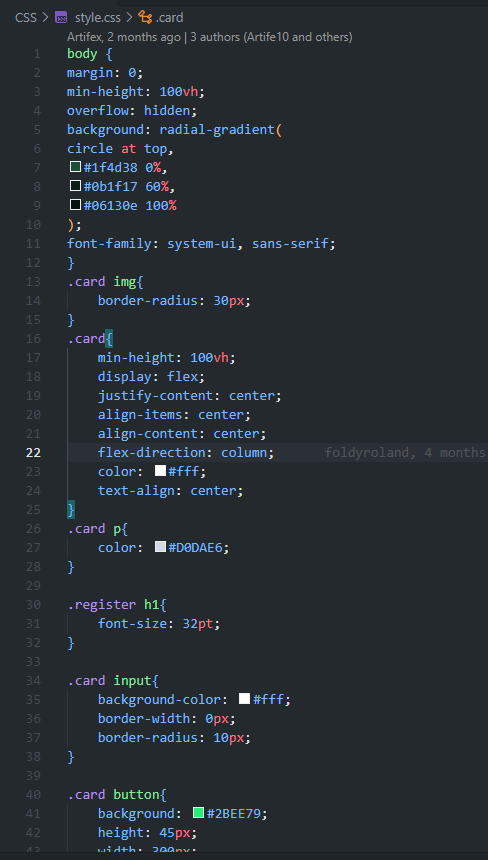 CSS > style.css > .card
Artifex, 2 months ago | 3 authors (Artife10 and others)
1 body {
2 margin: 0;
3 min-height: 100vh;
4 overflow: hidden;
5 background: radial-gradient(
6 circle at top,
7 #1f4d38 0%,
8 #0b1f17 60%,
9 #06130e 100%
10 );
11 font-family: system-ui, sans-serif;
12 }
13 .card img{
14 border-radius: 30px;
15 }
16 .card{
17 min-height: 100vh;
18 display: flex;
19 justify-content: center;
20 align-items: center;
21 align-content: center;
22 flex-direction: column; foldyroland, 4 months
23 color: #fff;
24 text-align: center;
25 }
26 .card p{
27 color: #D0DAE6;
28 }
29
30 .register h1{
31 font-size: 32pt;
32 }
33
34 .card input{
35 background-color: #fff;
36 border-width: 0px;
37 border-radius: 10px;
38 }
39
40 .card button{
41 background: #2BEE79;
42 height: 45px;
43 width: 300px;